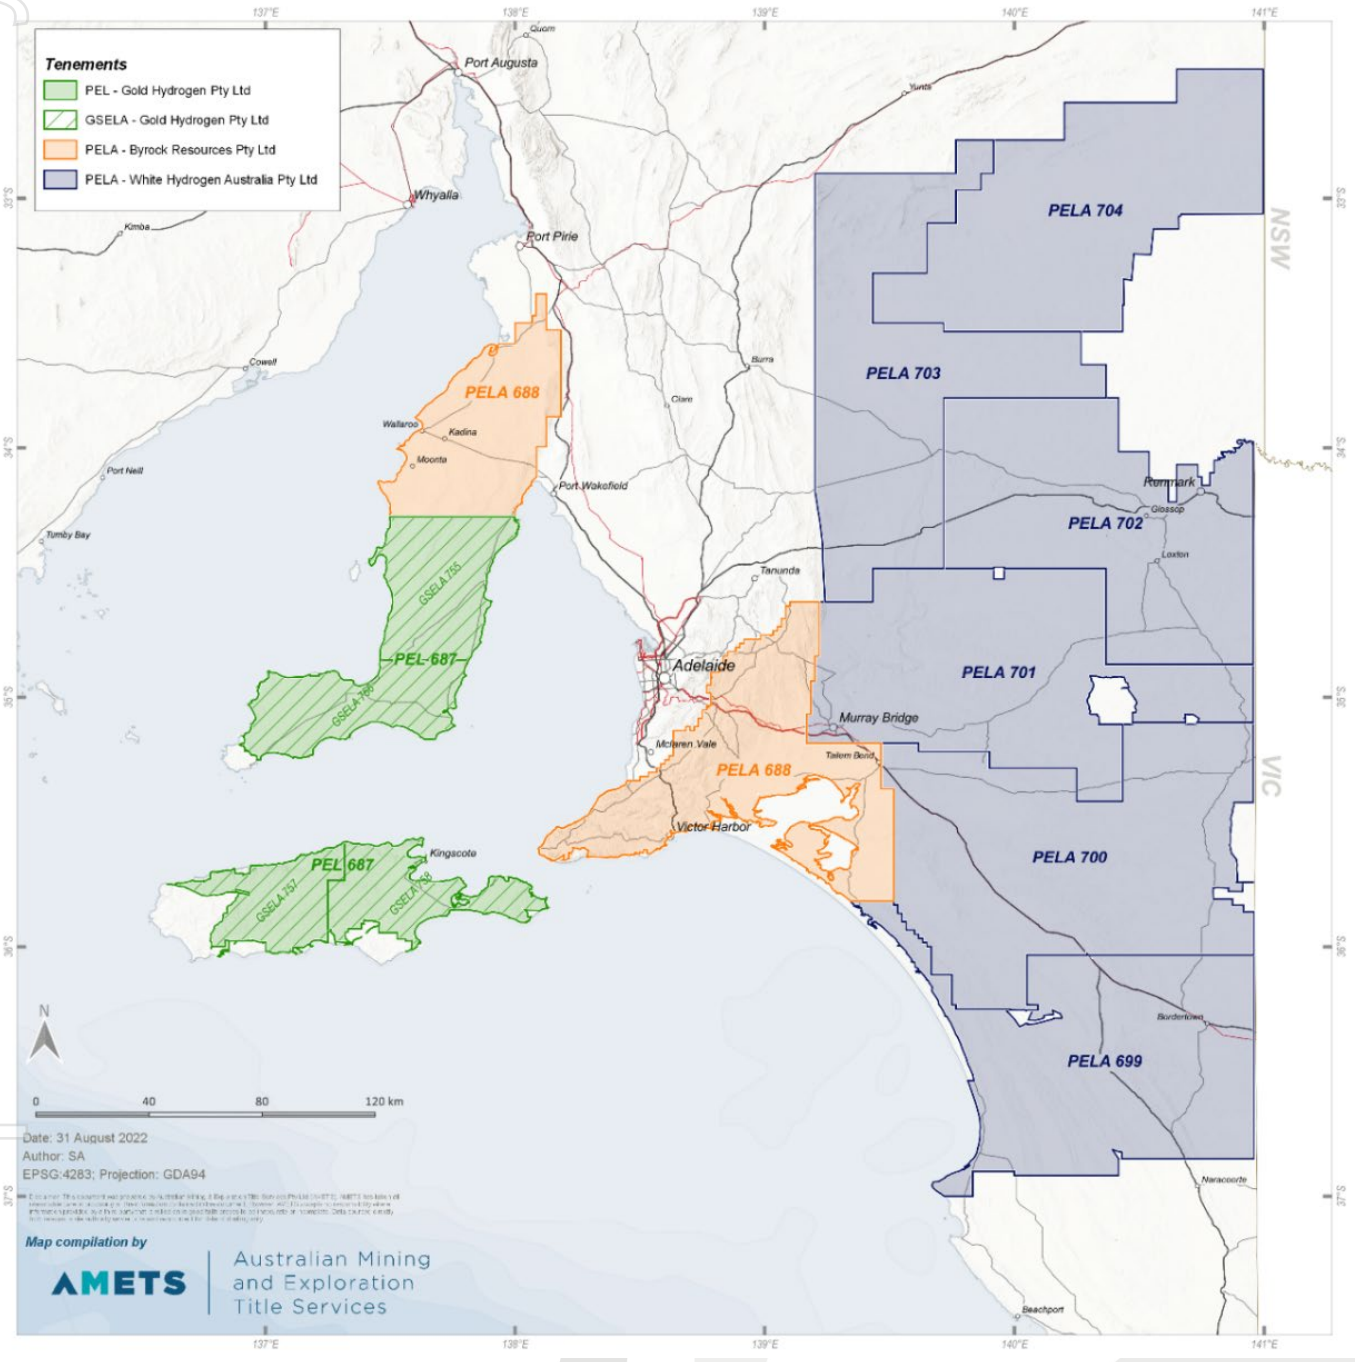 137°E
138°E
139°E
140°E
141°E
Tenements
PEL - Gold Hydrogen Pty Ltd
GSELA - Gold Hydrogen Pty Ltd
PELA - Byrock Resources Pty Ltd
PELA - White Hydrogen Australia Pty Ltd
Quorn
Port Augusta
Yunta
33°S
Whyalla
33°S
Kimba
Port Pirie
PELA 704
NSW
Cowell
Burra
PELA 703
PELA 688
Clare
Wallaroo
Kadina
34°S
Moonta
34°S
Port Neill
Port Wakefield
Renmark
Glossop
PELA 702
Tumby Bay
Loxton
GSELA 755
Tanunda
PEL 687
Adelaide
PELA 701
35°S
GSELA 756
35°S
Murray Bridge
Mclaren Vale
Tailem Bend
PELA 688
VIC
Victor Harbor
Kingscote
PEL 687
PELA 700
GSELA 757
GSELA 758
36°S
36°S
N
Bordertown
PELA 699
0 40 80 120 km
Date: 31 August 2022
Author: SA
EPSG:4283; Projection: GDA94
37°S
37°S
Naracoorte
Map compilation by
AMETS
Australian Mining
and Exploration
Title Services
Beachport
137°E
138°E
139°E
140°E
141°E